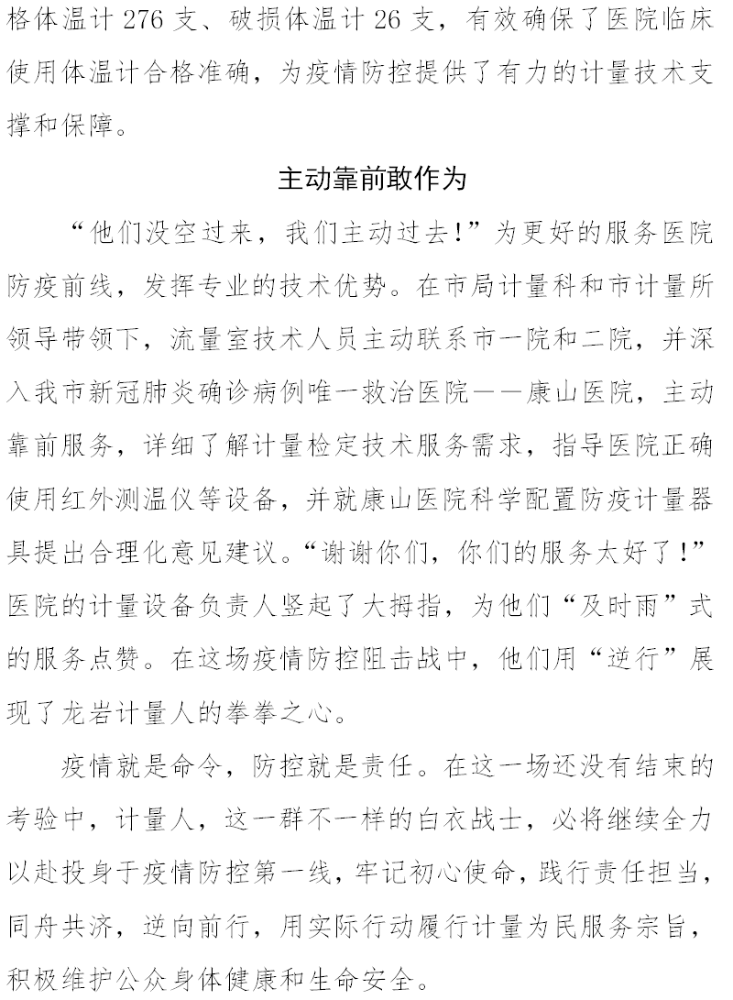 格体温计 276 支、破损体温计 26 支，有效确保了医院临床
使用体温计合格准确，为疫情防控提供了有力的计量技术支
撑和保障。
主动靠前敢作为
“他们没空过来，我们主动过去！”为更好的服务医院
防疫前线，发挥专业的技术优势。在市局计量科和市计量所
领导带领下，流量室技术人员主动联系市一院和二院，并深
入我市新冠肺炎确诊病例唯一救治医院——康山医院，主动
靠前服务，详细了解计量检定技术服务需求，指导医院正确
使用红外测温仪等设备，并就康山医院科学配置防疫计量器
具提出合理化意见建议。“谢谢你们，你们的服务太好了！”
医院的计量设备负责人竖起了大拇指，为他们“及时雨”式
的服务点赞。在这场疫情防控阻击战中，他们用“逆行”展
现了龙岩计量人的拳拳之心。
疫情就是命令，防控就是责任。在这一场还没有结束的
考验中，计量人，这一群不一样的白衣战士，必将继续全力
以赴投身于疫情防控第一线，牢记初心使命，践行责任担当，
同舟共济，逆向前行，用实际行动履行计量为民服务宗旨，
积极维护公众身体健康和生命安全。